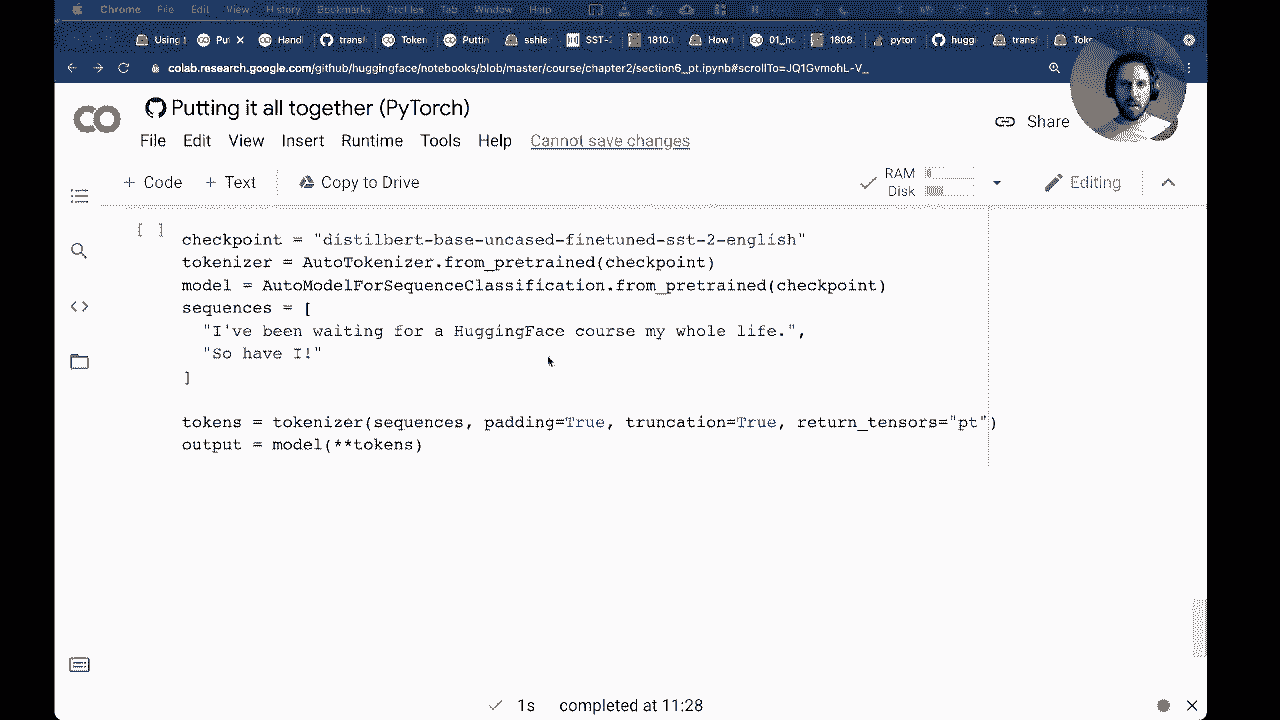 Chrome File Edit View History Bookmarks Profiles Tab Window Help
Using t Pu Handl transf Token Puttin sshle SST-2 1810. How t 01_ho 1808. pytor huggi transf Toke
colab.research.google.com/github/huggingface/notebooks/blob/master/course/chapter2/section6_pt.ipynb#scrollTo=JQ1GvmohL-V_
CO Putting it all together (PyTorch)
File Edit View Insert Runtime Tools Help Cannot save changes Share
+ Code + Text Copy to Drive RAM Disk Editing
[ ] checkpoint = "distilbert-base-uncased-finetuned-sst-2-english"
tokenizer = AutoTokenizer.from_pretrained(checkpoint)
model = AutoModelForSequenceClassification.from_pretrained(checkpoint)
sequences = [
"I've been waiting for a HuggingFace course my whole life.",
"So have I!"
]
tokens = tokenizer(sequences, padding=True, truncation=True, return_tensors="pt")
output = model(**tokens)
1s completed at 11:28